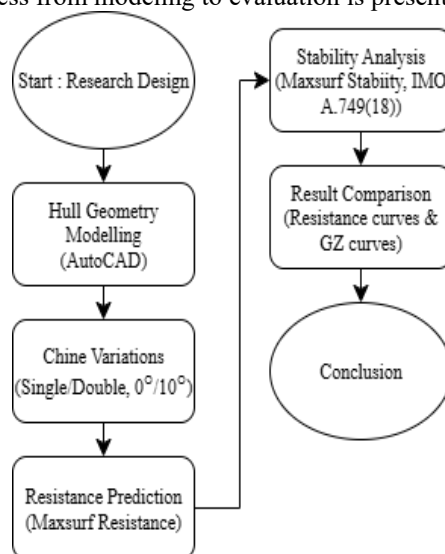 ess from modeling to evaluation is present
Start : Research Design
Hull Geometry
Modelling
(AutoCAD)
Chine Variations
(Single/Double, 0°/10°)
Resistance Prediction
(Maxsurf Resistance)
Stability Analysis
(Maxsurf Stabiity, IMO
A.749(18))
Result Comparison
(Resistance curves &
GZ curves)
Conclusion